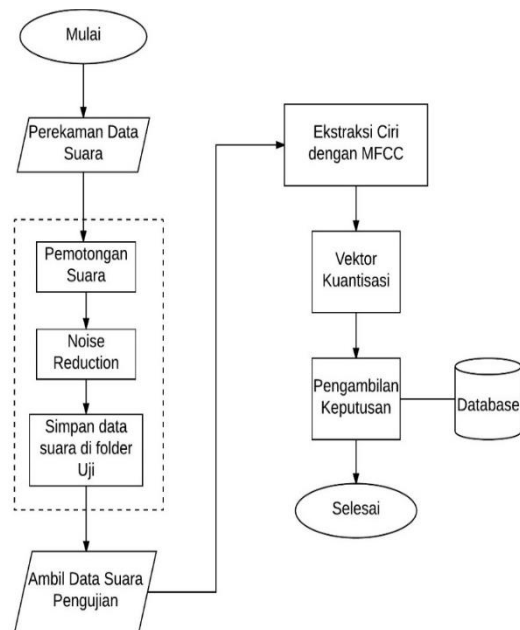 Mulai
Perekaman Data
Suara
Pemotongan
Suara
Noise
Reduction
Simpan data
suara di folder
Uji
Ambil Data Suara
Pengujian
Ekstraksi Ciri
dengan MFCC
Vektor
Kuantisasi
Pengambilan
Keputusan
Database
Selesai